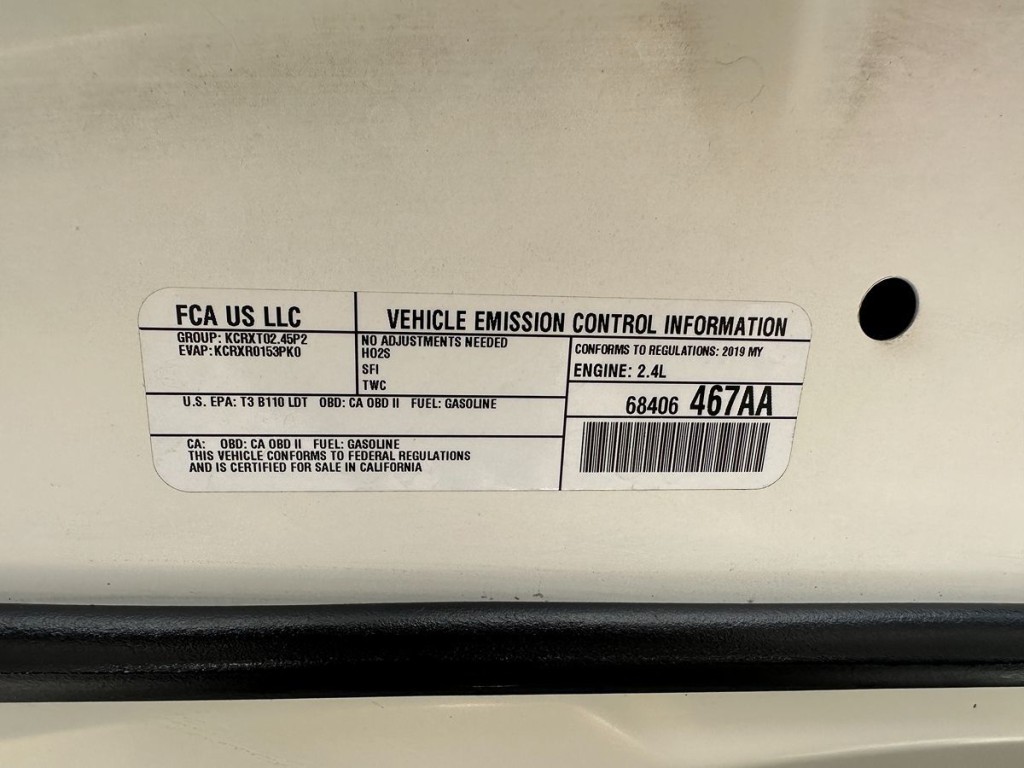 FCA US LLC
VEHICLE EMISSION CONTROL INFORMATION
GROUP: KCRXT02.45P2
EVAP: KCRXR0153PK0
NO ADJUSTMENTS NEEDED
HO2S
SFI
TWC
CONFORMS TO REGULATIONS: 2019 MY
ENGINE: 2.4L
68406 467AA
U.S. EPA: T3 B110 LDT OBD: CA OBD II FUEL: GASOLINE
CA: OBD: CA OBD II FUEL: GASOLINE
THIS VEHICLE CONFORMS TO FEDERAL REGULATIONS
AND IS CERTIFIED FOR SALE IN CALIFORNIA